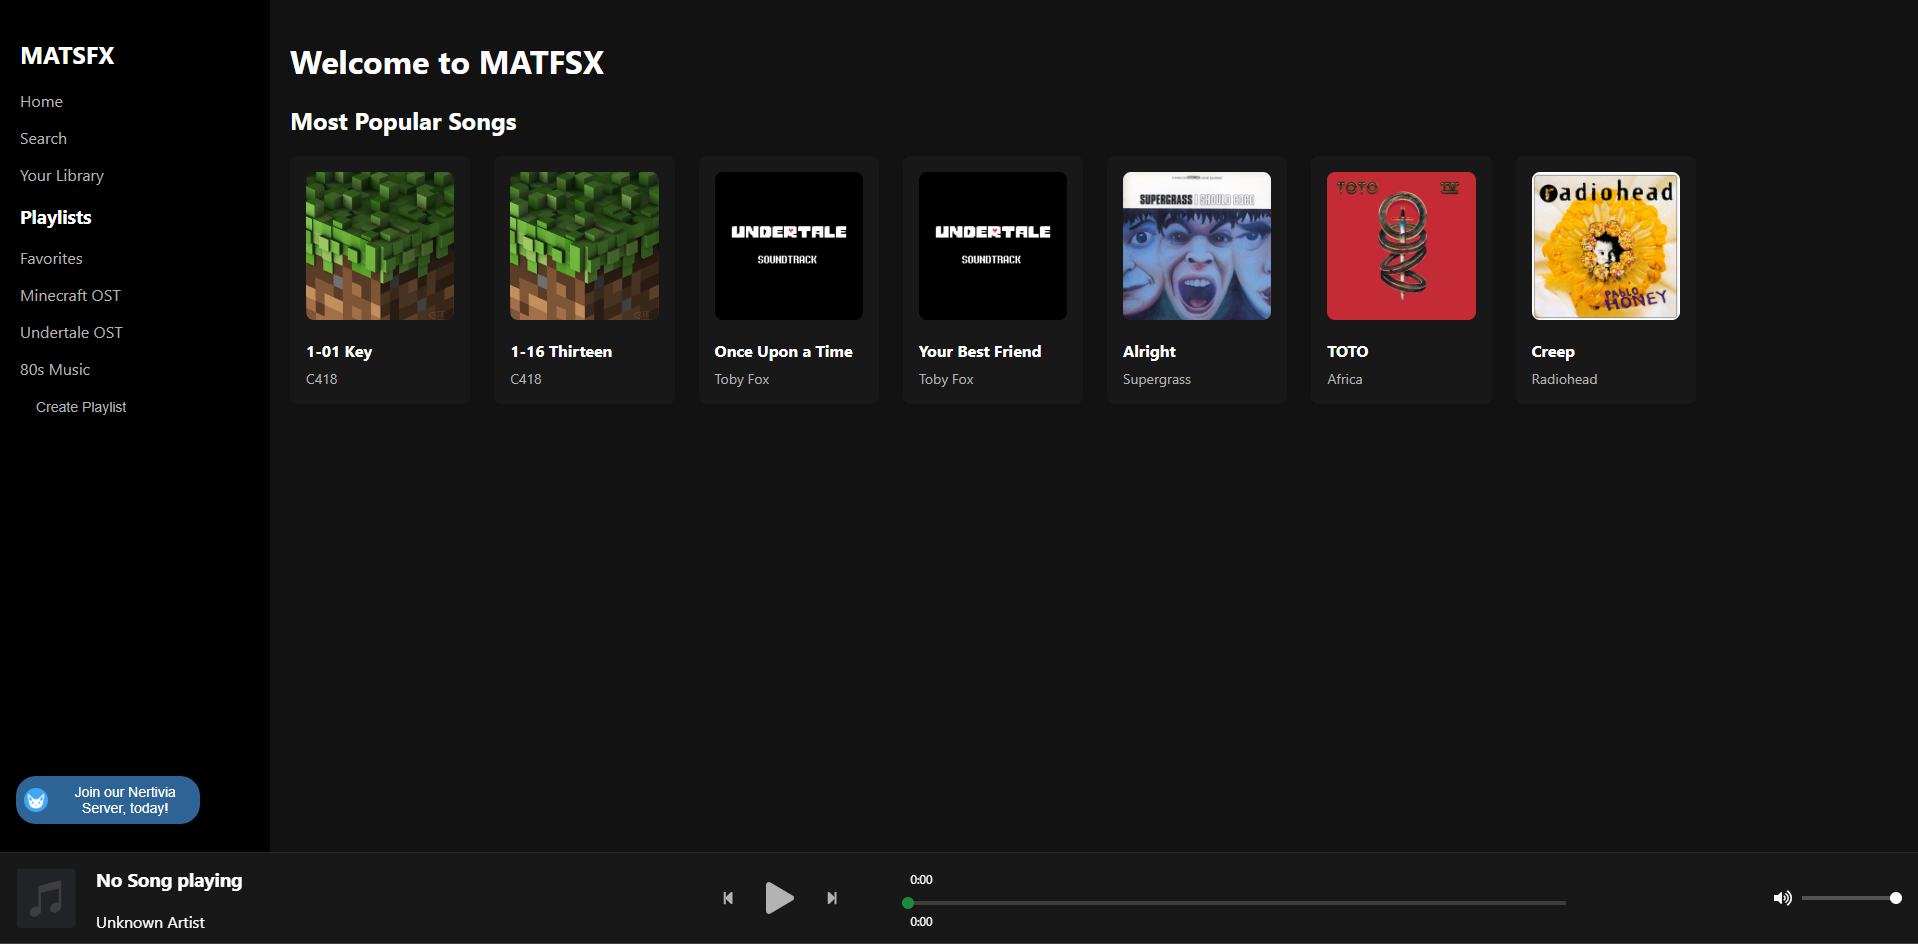 MATSFX
Home
Search
Your Library
Playlists
Favorites
Minecraft OST
Undertale OST
80s Music
Create Playlist
Join our Nertivia
Server, today!
Welcome to MATFSX
Most Popular Songs
1-01 Key
C418
1-16 Thirteen
C418
UNDERTALE
SOUNDTRACK
Once Upon a Time
Toby Fox
UNDERTALE
SOUNDTRACK
Your Best Friend
Toby Fox
SUPERGRASS I SHOULD COCO
Alright
Supergrass
TOTO IV
TOTO
Africa
radiohead
PABLO
HONEY
Creep
Radiohead
No Song playing
Unknown Artist
0:00
0:00